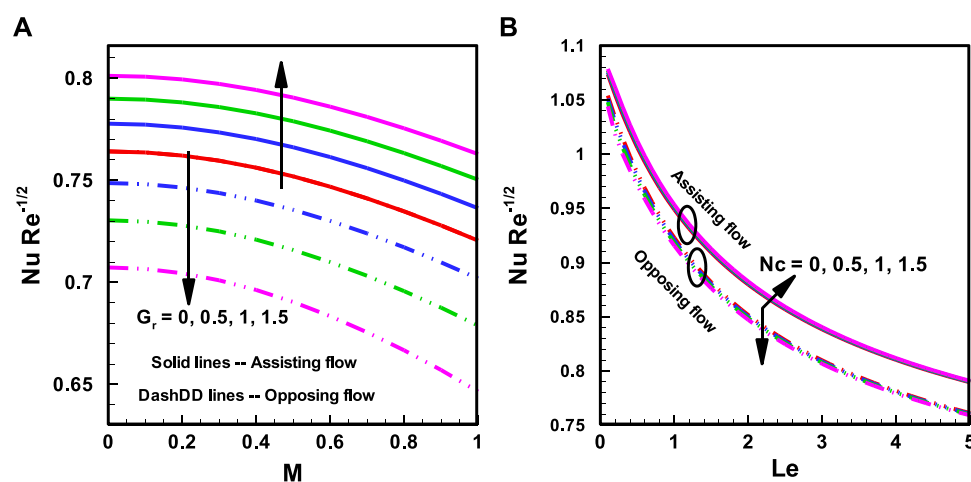 A
Nu Re^-1/2
0.8
0.75
0.7
0.65
G_r = 0, 0.5, 1, 1.5
Solid lines -- Assisting flow
DashDD lines -- Opposing flow
0 0.2 0.4 0.6 0.8 1
M
B
Nu Re^-1/2
1.1
1.05
1
0.95
0.9
0.85
0.8
0.75
Assisting flow
Opposing flow
Nc = 0, 0.5, 1, 1.5
0 1 2 3 4 5
Le